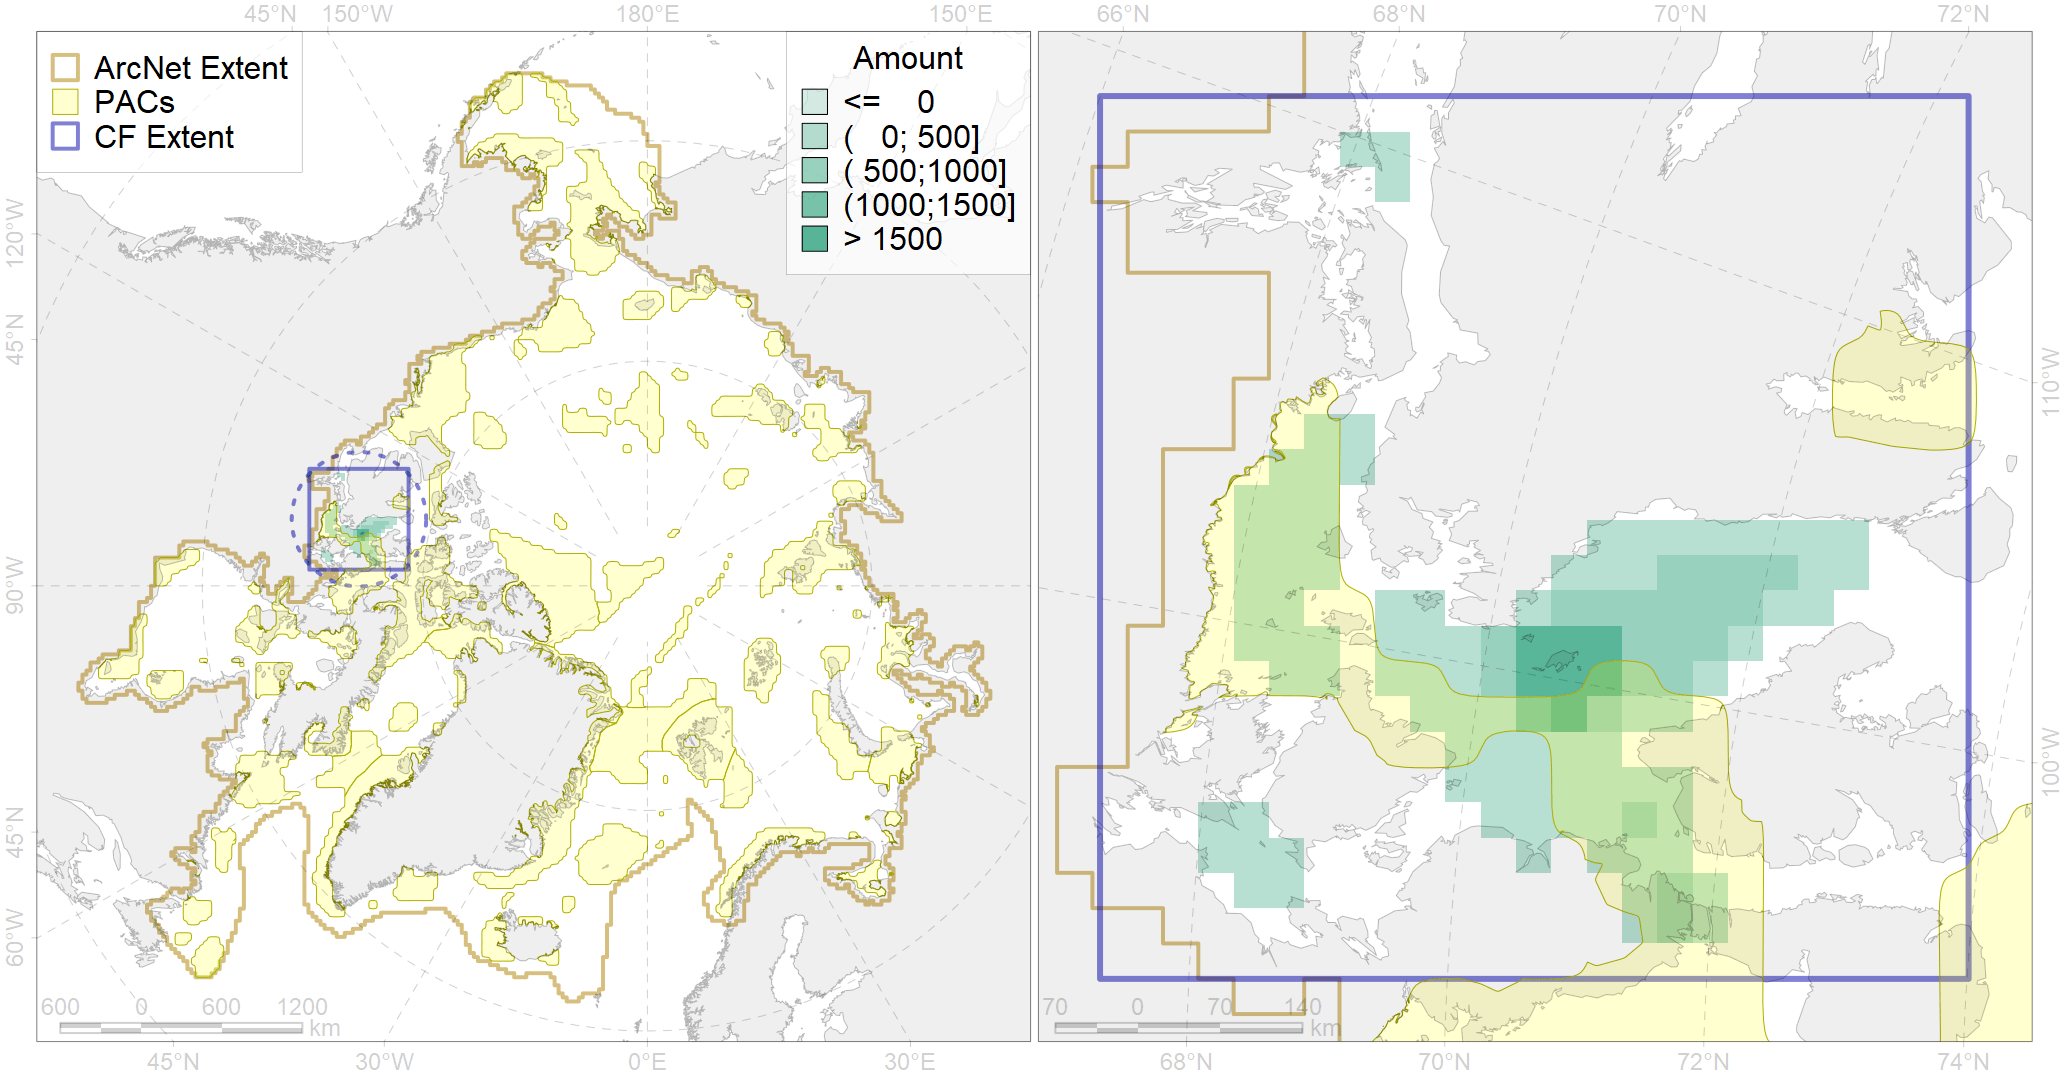 45°N 150°W 180°E 150°E 66°N 68°N 70°N 72°N
ArcNet Extent
PACs
CF Extent
Amount
<= 0
( 0; 500]
( 500;1000]
(1000;1500]
> 1500
120°W
45°N
90°W
45°N
60°W
110°W
100°W
600 0 600 1200
km
70 0 70 140
km
45°N 30°W 0°E 30°E 68°N 70°N 72°N 74°N